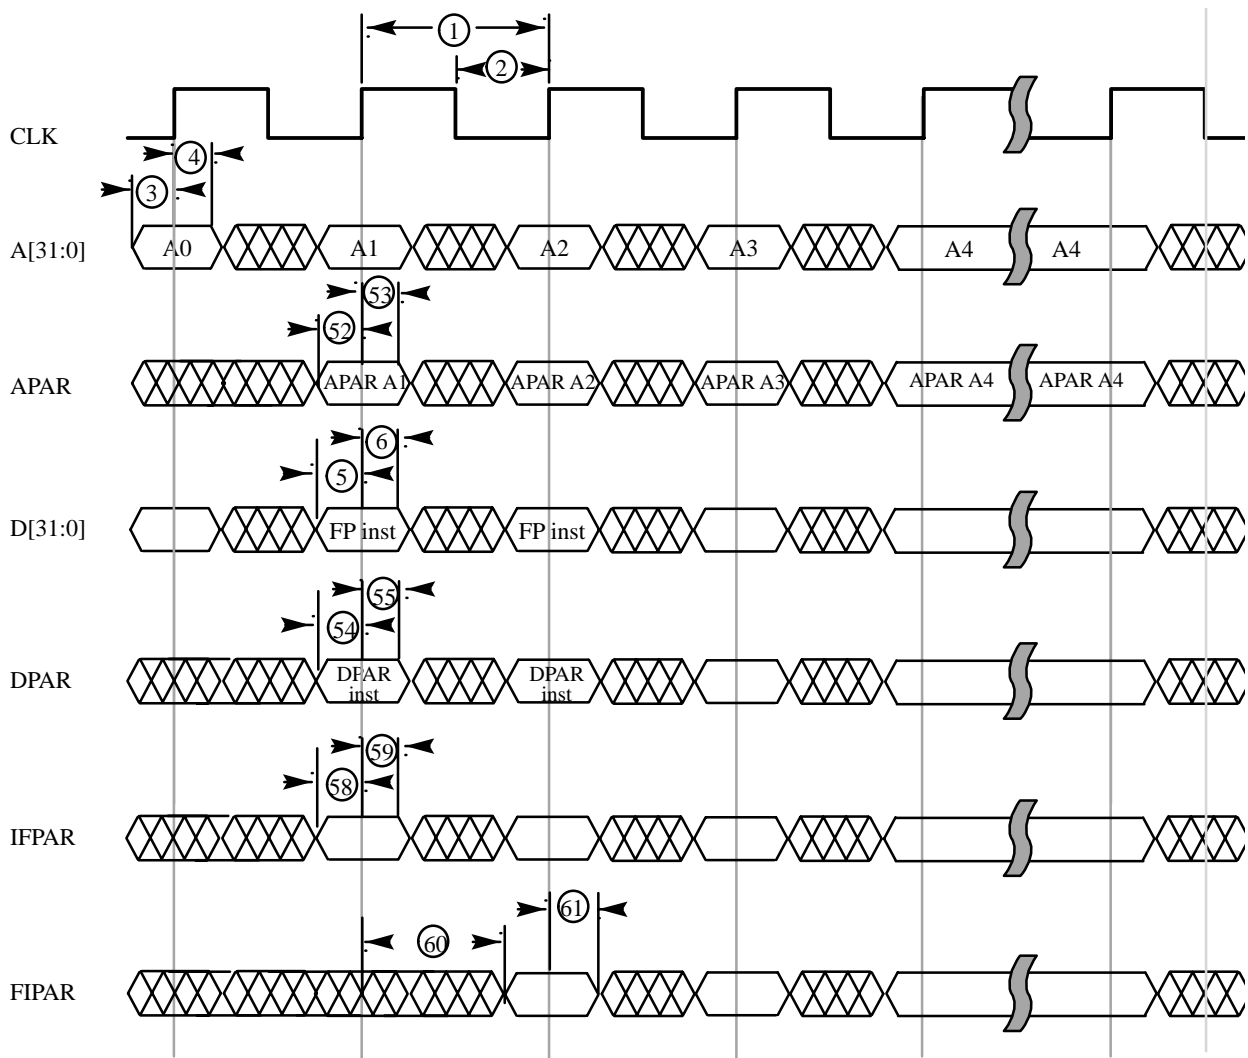 1
2
CLK
4
3
A[31:0] A0 A1 A2 A3 A4 A4
53
52
APAR APAR A1 APAR A2 APAR A3 APAR A4 APAR A4
6
5
D[31:0] FP inst FP inst
55
54
DPAR DPAR inst DPAR inst
59
58
IFPAR
61
60
FIPAR